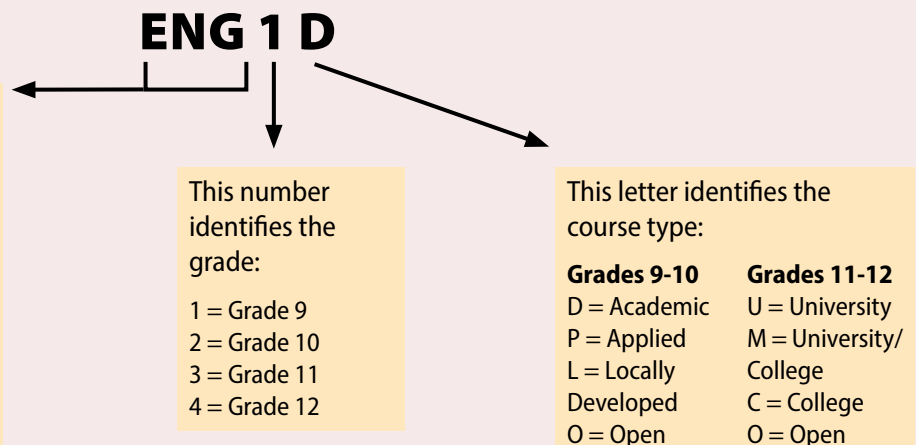 ENG 1 D
This number
identifies the
grade:
1 = Grade 9
2 = Grade 10
3 = Grade 11
4 = Grade 12
This letter identifies the
course type:
Grades 9-10
D = Academic
P = Applied
L = Locally
Developed
O = Open
Grades 11-12
U = University
M = University/
College
C = College
O = Open